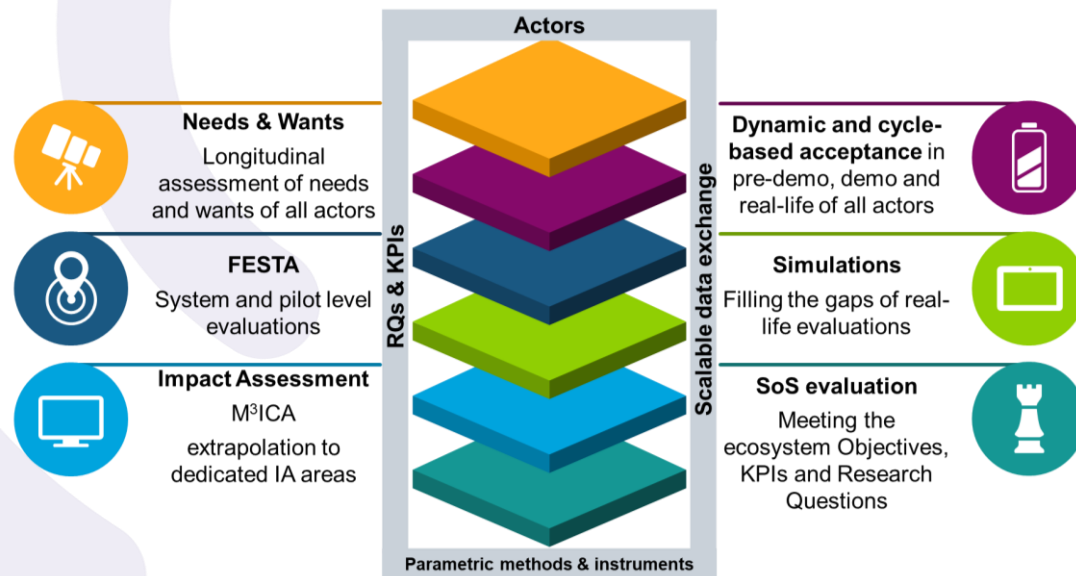 Actors
Needs & Wants
Longitudinal
assessment of needs
and wants of all actors
FESTA
System and pilot level
evaluations
Impact Assessment
M³ICA
extrapolation to
dedicated IA areas
RQs & KPIs
Scalable data exchange
Dynamic and cycle-
based acceptance in
pre-demo, demo and
real-life of all actors
Simulations
Filling the gaps of real-
life evaluations
SoS evaluation
Meeting the
ecosystem Objectives,
KPIs and Research
Questions
Parametric methods & instruments